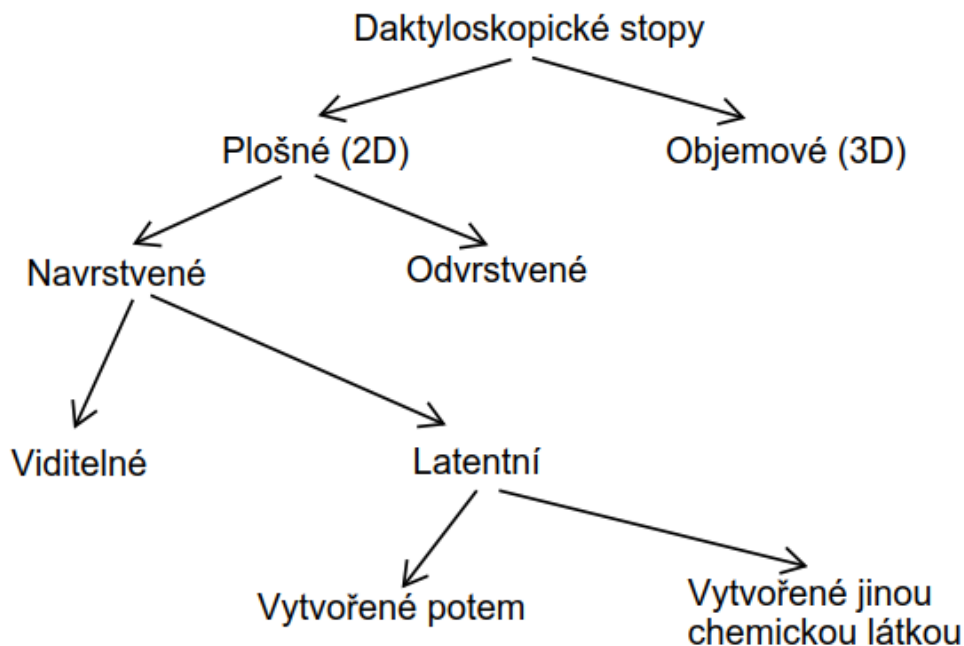 Daktyloskopické stopy
Plošné (2D)
Objemové (3D)
Navrstvené
Odvrstvené
Viditelné
Latentní
Vytvořené potem
Vytvořené jinou
chemickou látkou